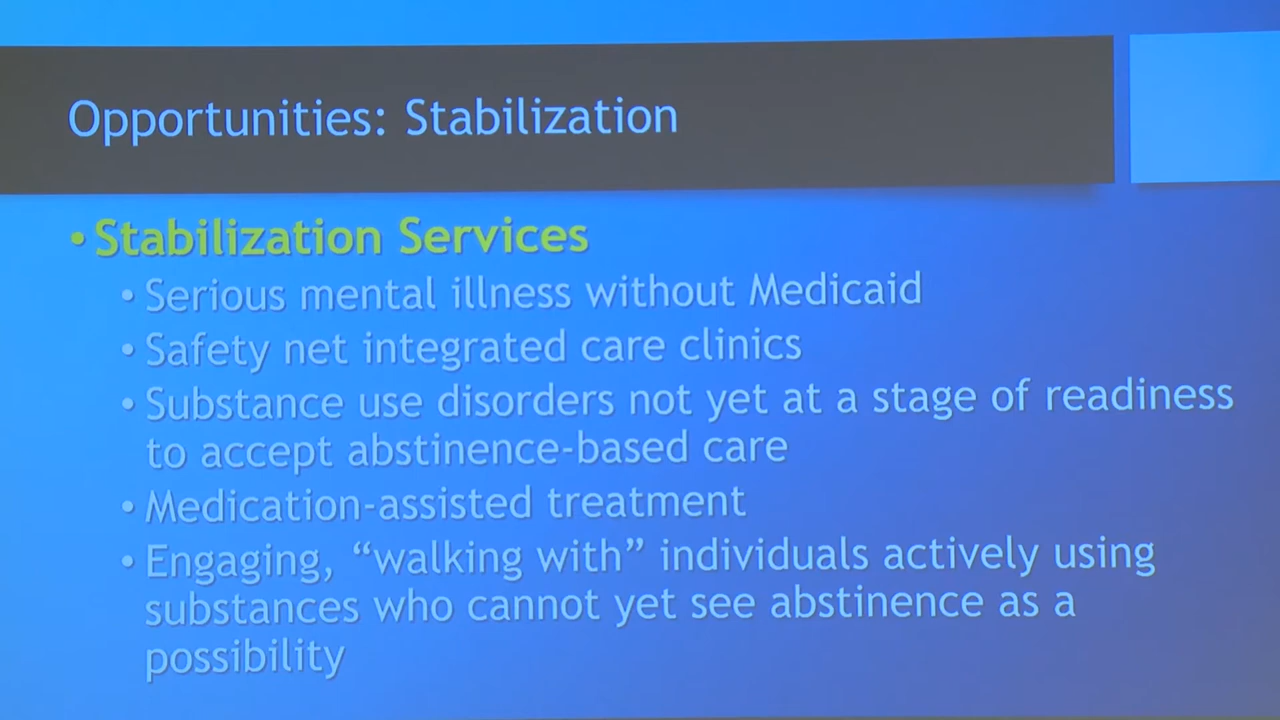 Opportunities: Stabilization
• Stabilization Services
• Serious mental illness without Medicaid
• Safety net integrated care clinics
• Substance use disorders not yet at a stage of readiness
to accept abstinence-based care
• Medication-assisted treatment
• Engaging, “walking with” individuals actively using
substances who cannot yet see abstinence as a
possibility